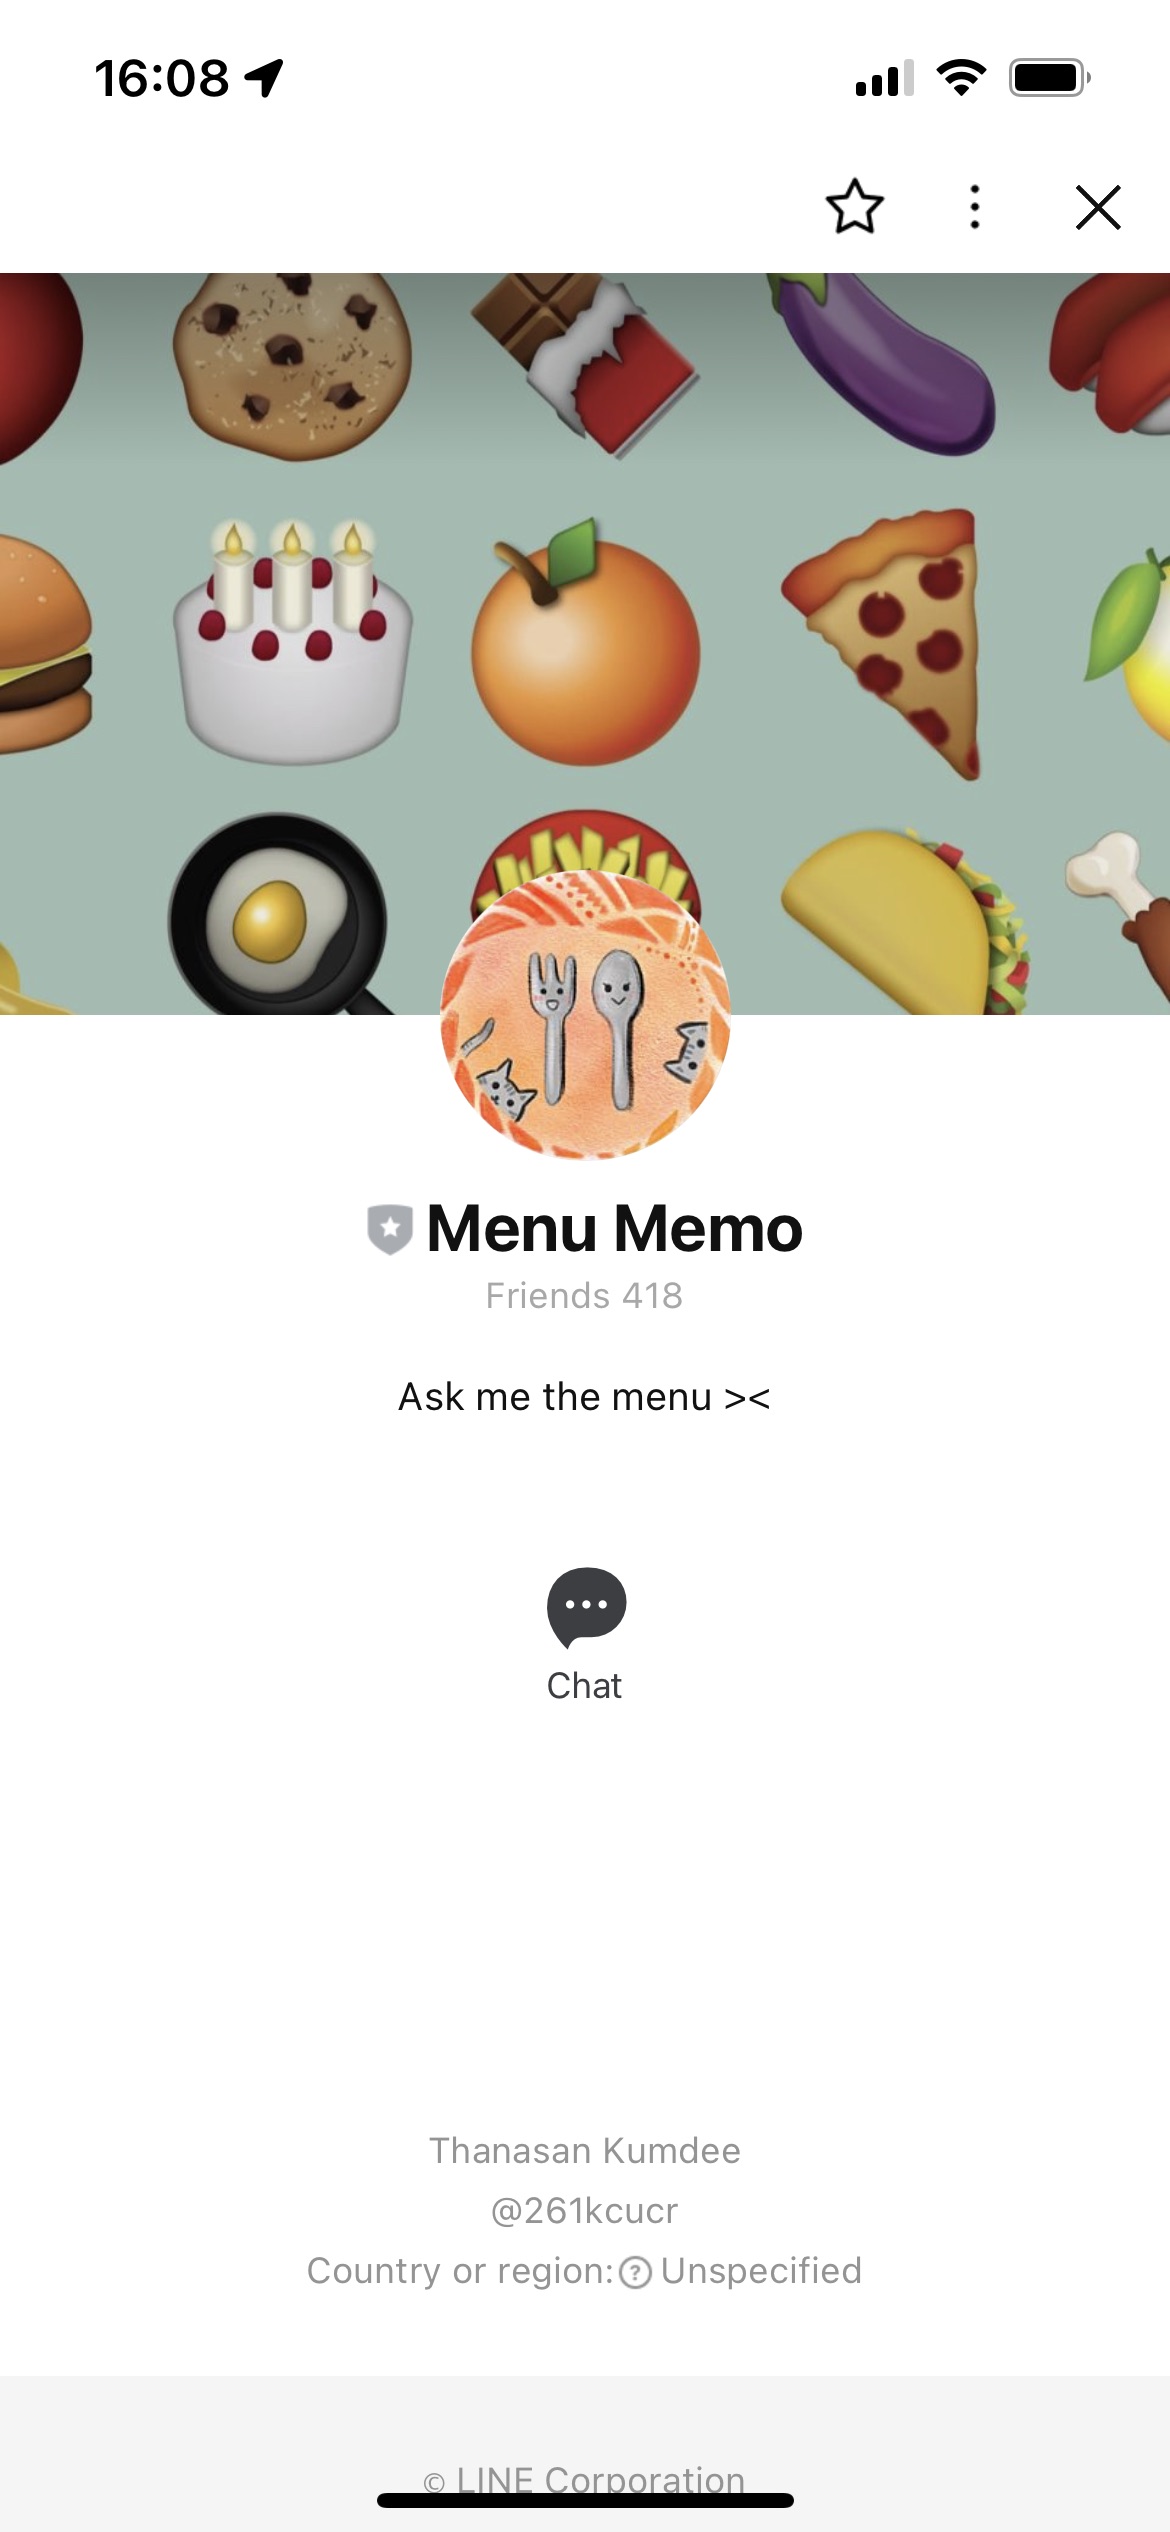 16:08
Menu Memo
Friends 418
Ask me the menu ><
Chat
Thanasan Kumdee
@261kcucr
Country or region: ? Unspecified
© LINE Corporation